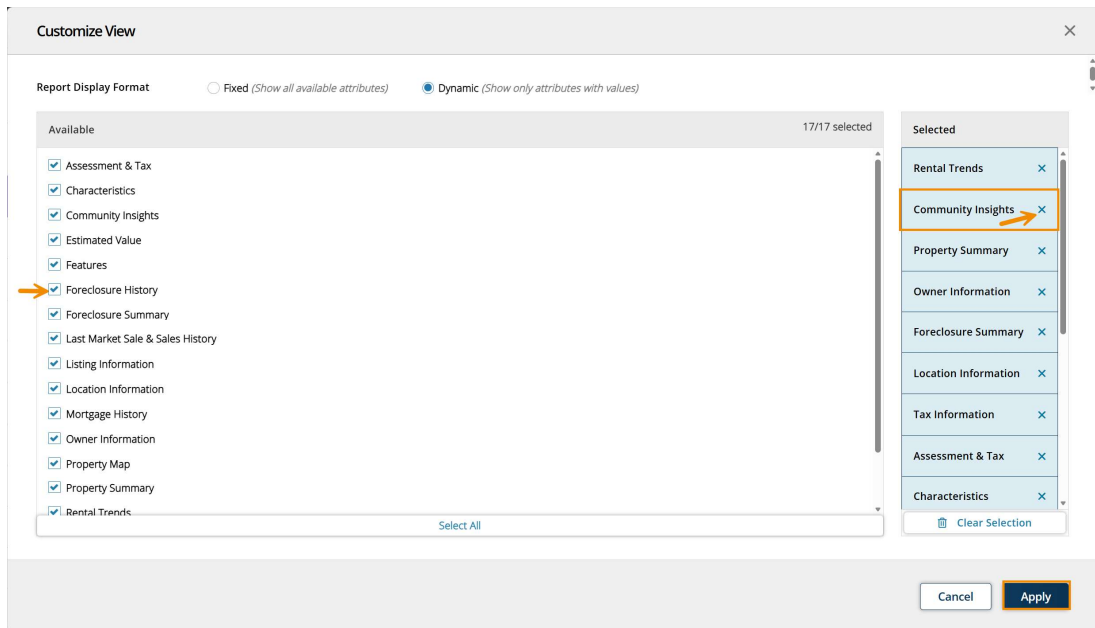 Customize View
Report Display Format
Fixed (Show all available attributes)
Dynamic (Show only attributes with values)
Available
17/17 selected
Assessment & Tax
Characteristics
Community Insights
Estimated Value
Features
Foreclosure History
Foreclosure Summary
Last Market Sale & Sales History
Listing Information
Location Information
Mortgage History
Owner Information
Property Map
Property Summary
Rental Trends
Select All
Selected
Rental Trends
Community Insights
Property Summary
Owner Information
Foreclosure Summary
Location Information
Tax Information
Assessment & Tax
Characteristics
Clear Selection
Cancel
Apply